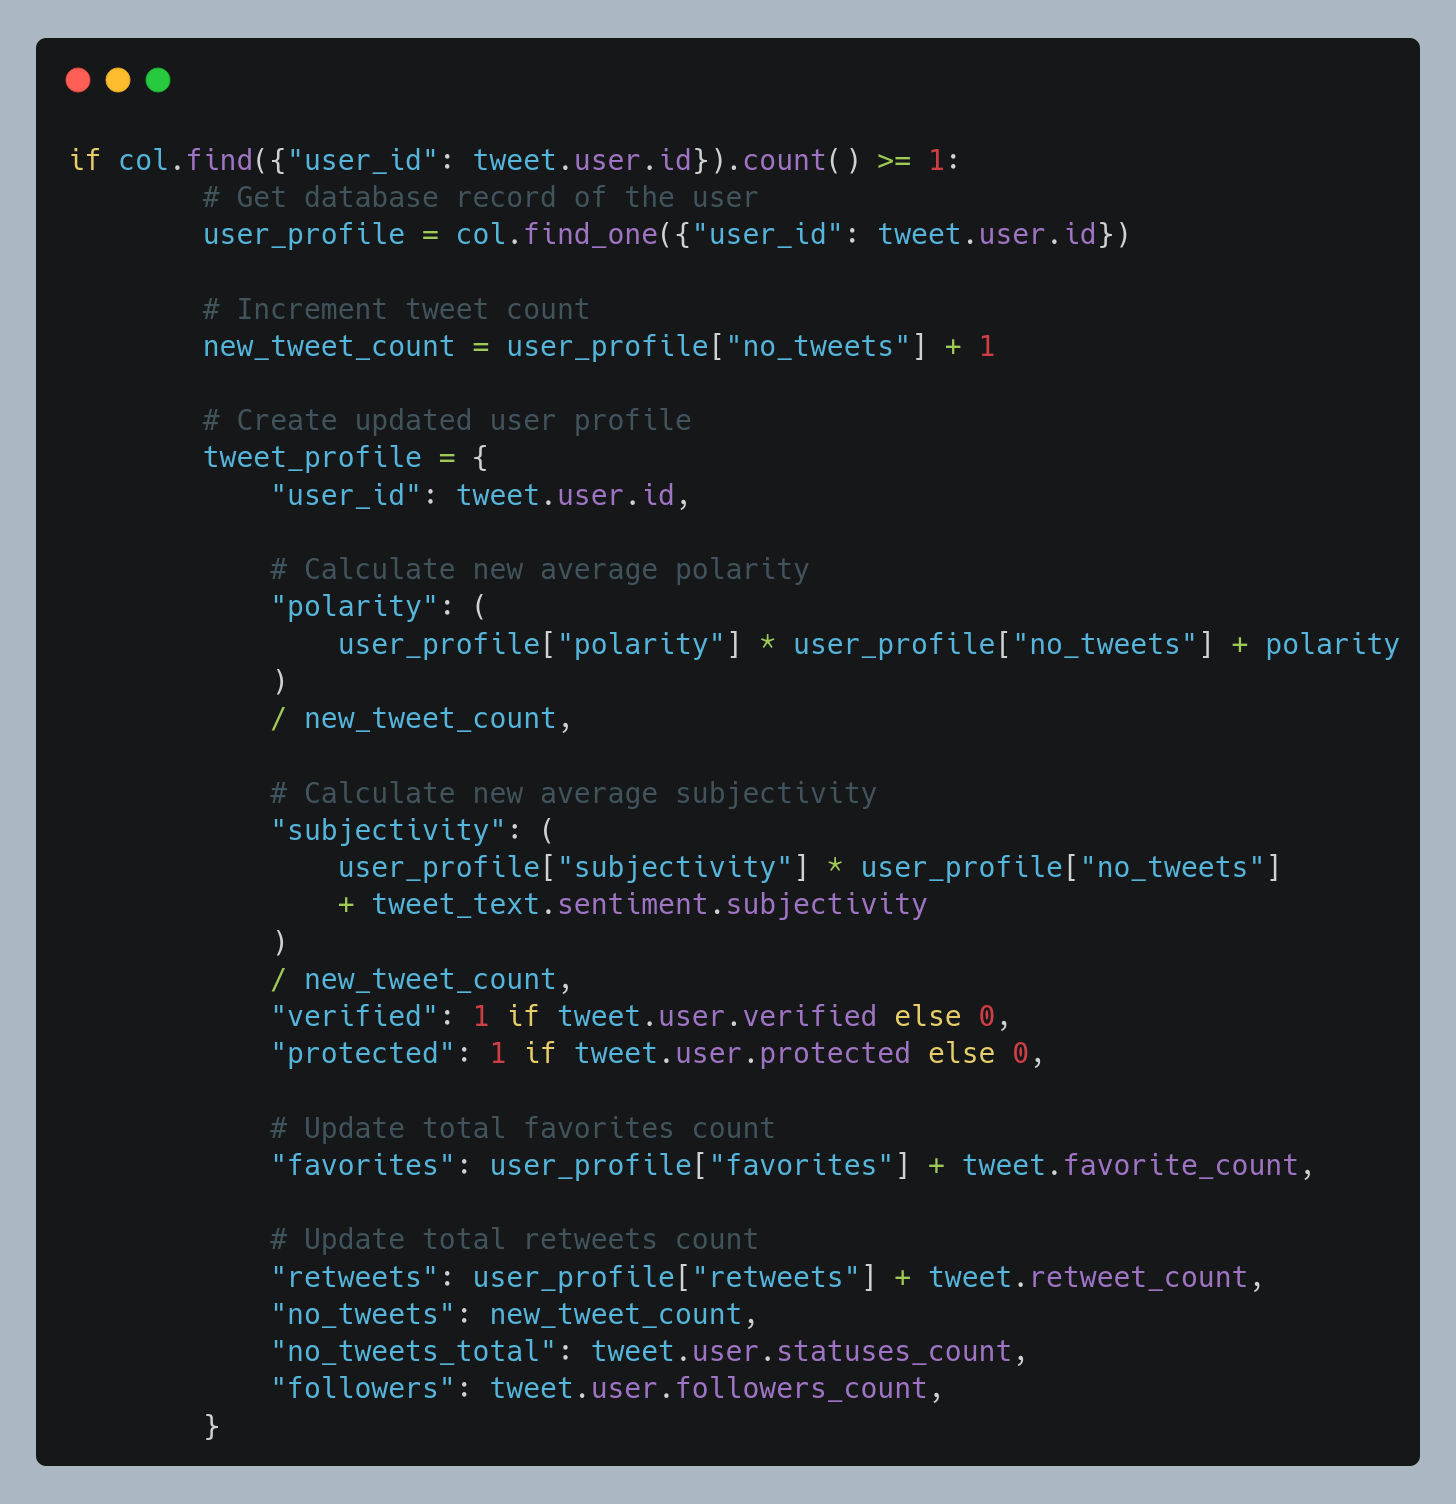 if col.find({"user_id": tweet.user.id}).count() >= 1:
        # Get database record of the user
        user_profile = col.find_one({"user_id": tweet.user.id})

        # Increment tweet count
        new_tweet_count = user_profile["no_tweets"] + 1

        # Create updated user profile
        tweet_profile = {
            "user_id": tweet.user.id,

            # Calculate new average polarity
            "polarity": (
                user_profile["polarity"] * user_profile["no_tweets"] + polarity
            )
            / new_tweet_count,

            # Calculate new average subjectivity
            "subjectivity": (
                user_profile["subjectivity"] * user_profile["no_tweets"]
                + tweet_text.sentiment.subjectivity
            )
            / new_tweet_count,
            "verified": 1 if tweet.user.verified else 0,
            "protected": 1 if tweet.user.protected else 0,

            # Update total favorites count
            "favorites": user_profile["favorites"] + tweet.favorite_count,

            # Update total retweets count
            "retweets": user_profile["retweets"] + tweet.retweet_count,
            "no_tweets": new_tweet_count,
            "no_tweets_total": tweet.user.statuses_count,
            "followers": tweet.user.followers_count,
        }